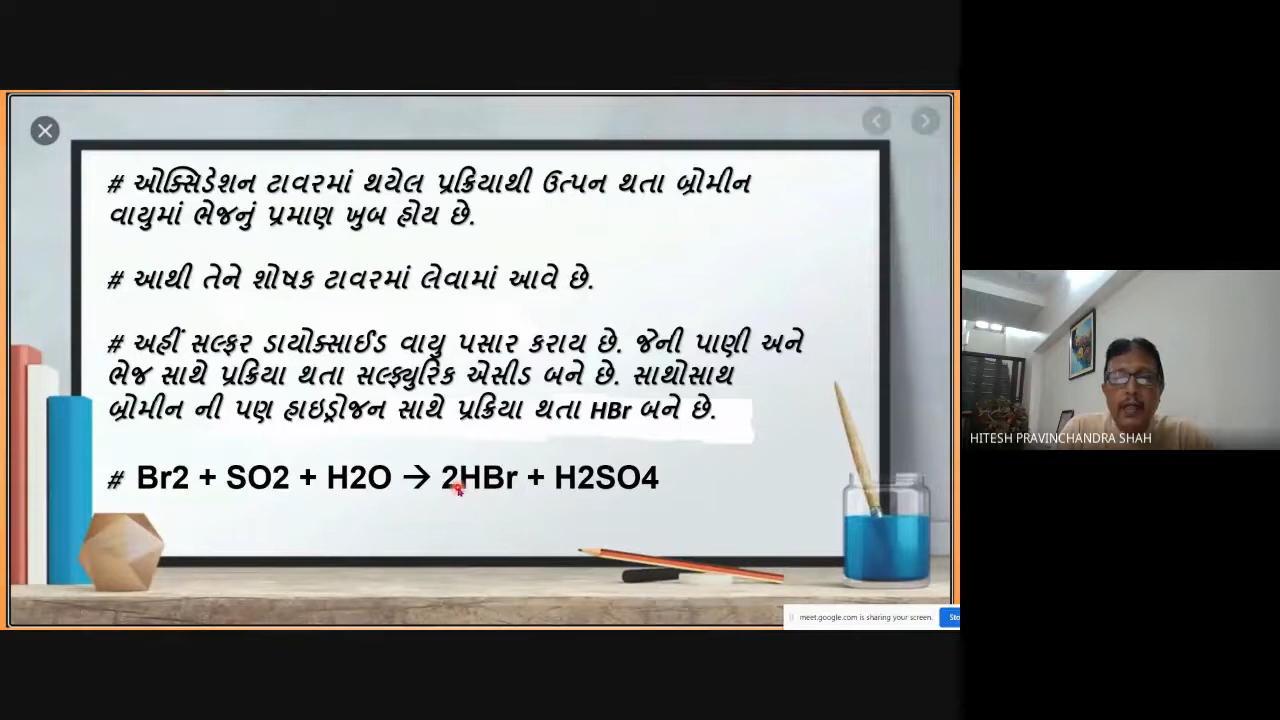 # ઓક્સિડેશન ટાવરમાં થયેલ પ્રક્રિયાથી ઉત્પન થતા બ્રોમીન
વાયુમાં ભેજનું પ્રમાણ ખુબ હોય છે.
# આથી તેને શોષક ટાવરમાં લેવામાં આવે છે.
# અહીં સલ્ફર ડાયોક્સાઈડ વાયુ પસાર કરાય છે. જેની પાણી અને
ભેજ સાથે પ્રક્રિયા થતા સલ્ફ્યુરિક એસીડ બને છે. સાથોસાથ
બ્રોમીન ની પણ હાઇડ્રોજન સાથે પ્રક્રિયા થતા HBr બને છે.
# Br2 + SO2 + H2O → 2HBr + H2SO4
HITESH PRAVINCHANDRA SHAH
meet.google.com is sharing your screen.
Sto